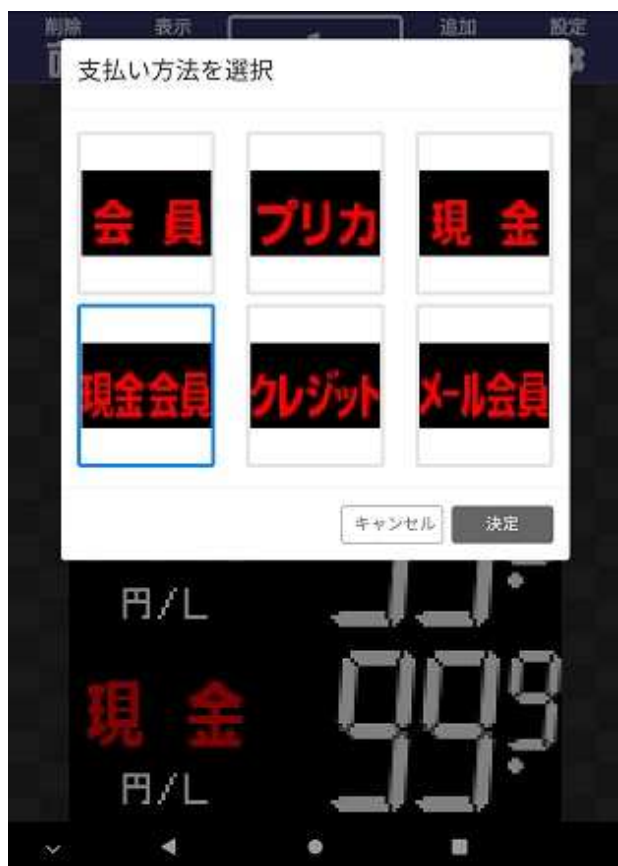 削除 表示 追加 設定
支払い方法を選択
会員 プリカ 現金
現金会員 クレジット メール会員
キャンセル 決定
円/L
現金 99.9
円/L